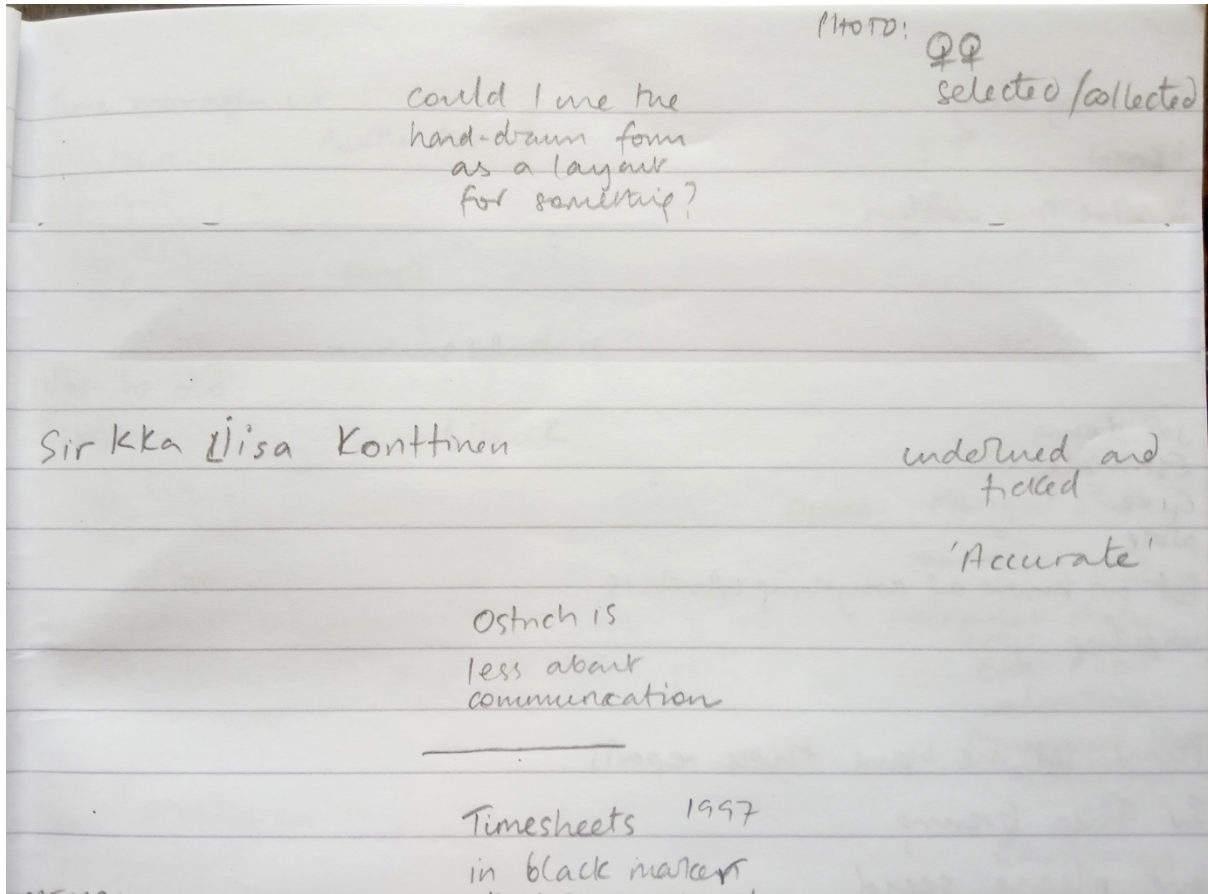 PHOTO: ♀♀
selected/collected
could I use the
hand-drawn form
as a layout
for something?
Sirkka Liisa Konttinen
underlined and
ticked
'Accurate'
Ostrich is
less about
communication
Timesheets 1997
in black marker